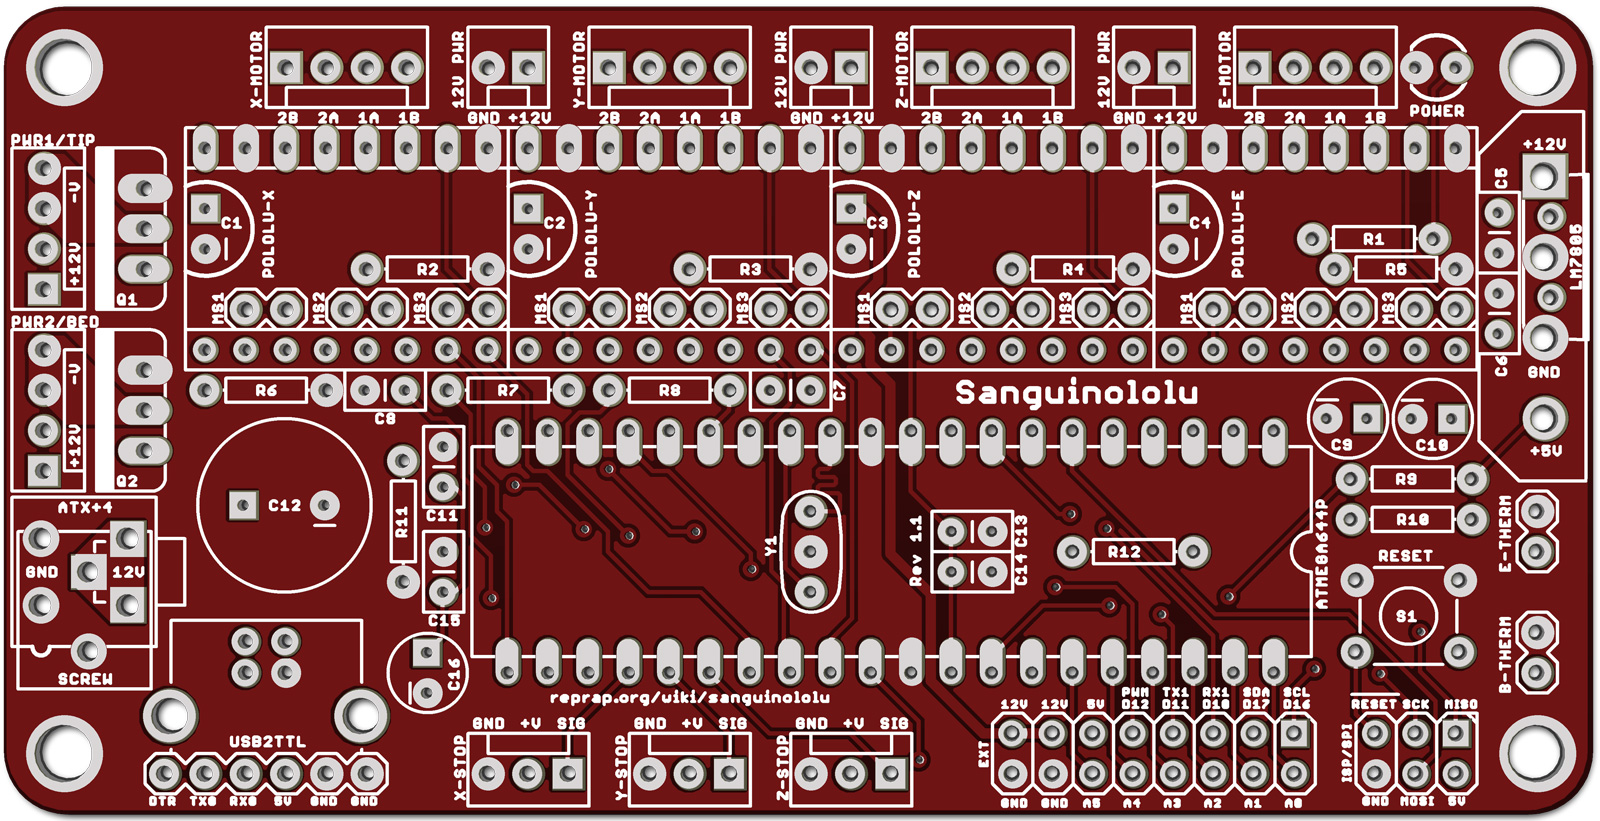 X-MOTOR
12V PWR
Y-MOTOR
12V PWR
Z-MOTOR
12V PWR
E-MOTOR
POWER
2B 2A 1A 1B
GND +12V
2B 2A 1A 1B
GND +12V
2B 2A 1A 1B
GND +12V
2B 2A 1A 1B
PWR1/TIP
-V
+12V
Q1
C1
POLOLU-X
C2
POLOLU-Y
C3
POLOLU-Z
C4
POLOLU-E
R1
R2
R3
R4
R5
MS1 MS2 MS3
MS1 MS2 MS3
MS1 MS2 MS3
MS1 MS2 MS3
C5
+12V
LM7805
C6
GND
+5V
PWR2/BED
-V
+12V
Q2
R6
C8
R7
R8
C7
Sanguinololu
C9
C10
C12
R11
C11
C15
Y1
Rev 1.1
C13
C14
R12
ATMEGA644P
R9
R10
RESET
S1
E-THERM
B-THERM
ATX+4
GND
12V
SCREW
C16
reprap.org/wiki/sanguinololu
USB2TTL
DTR TX0 RX0 5V GND GND
X-STOP
GND +V SIG
Y-STOP
GND +V SIG
Z-STOP
GND +V SIG
EXT
PWM TX1 RX1 SDA SCL
12V 12V 5V D12 D11 D10 D17 D16
GND GND A5 A4 A3 A2 A1 A0
ISP/SPI
RESET SCK MISO
GND MOSI 5V